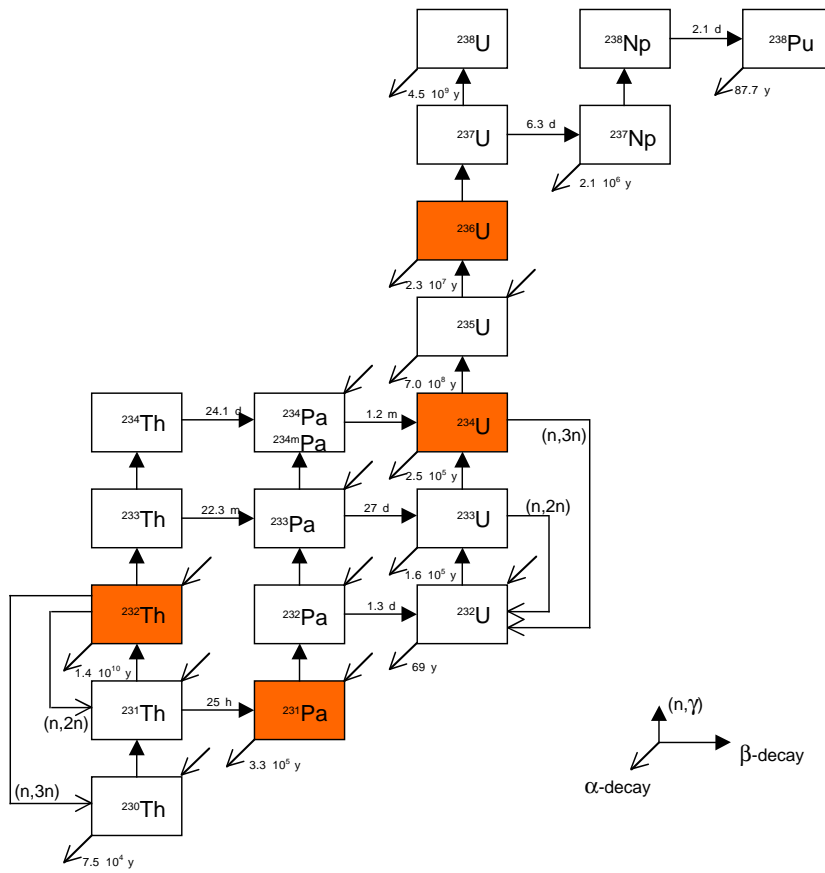 ²³⁸U
²³⁸Np
2.1 d
²³⁸Pu
4.5 10⁹ y
87.7 y
²³⁷U
6.3 d
²³⁷Np
2.1 10⁶ y
²³⁶U
2.3 10⁷ y
²³⁵U
7.0 10⁸ y
²³⁴Th
24.1 d
²³⁴Pa
²³⁴ᵐPa
1.2 m
²³⁴U
(n,3n)
2.5 10⁵ y
²³³Th
22.3 m
²³³Pa
27 d
²³³U
(n,2n)
1.6 10⁵ y
²³²Th
²³²Pa
1.3 d
²³²U
1.4 10¹⁰ y
69 y
²³¹Th
(n,2n)
25 h
²³¹Pa
3.3 10⁵ y
(n,3n)
²³⁰Th
7.5 10⁴ y
(n,γ)
β-decay
α-decay